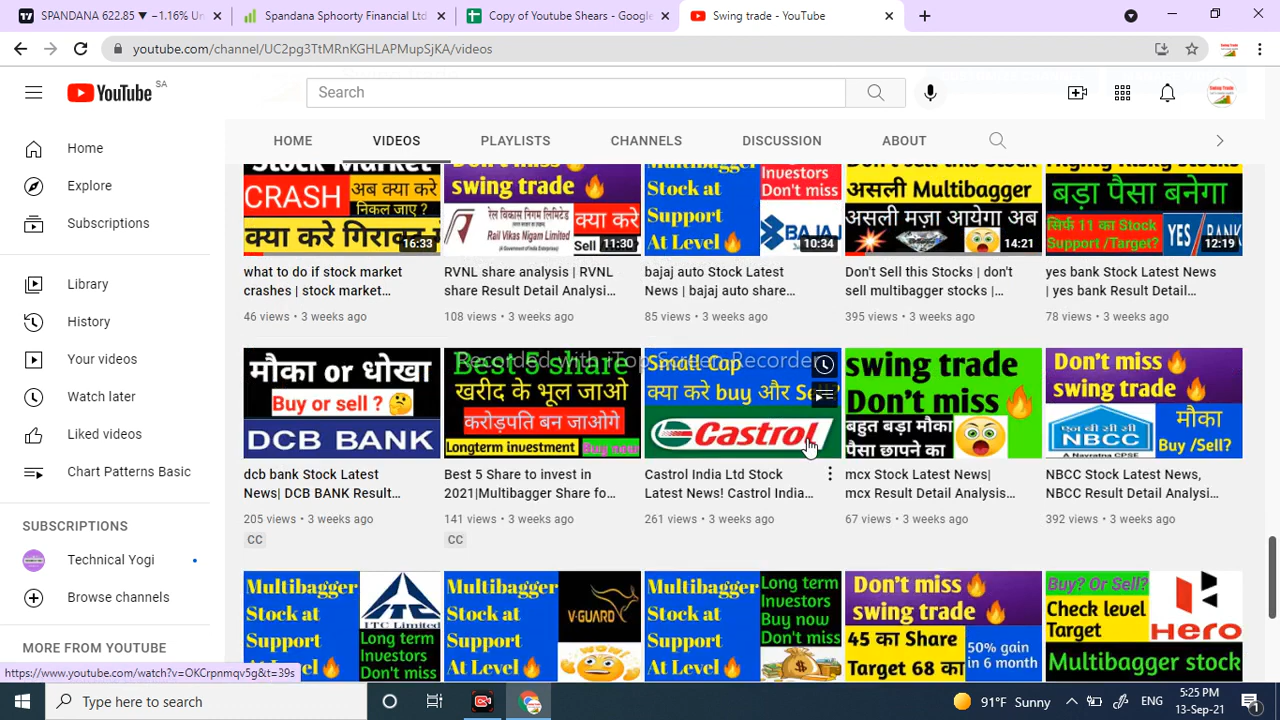 SPANDANA 622.85 ▼ −1.16% Un
Spandana Sphoorty Financial Ltd
Copy of Youtube Shears - Google
Swing trade - YouTube
youtube.com/channel/UC2pg3TtMRnKGHLAPMupSjKA/videos
YouTube SA
Search
HOME VIDEOS PLAYLISTS CHANNELS DISCUSSION ABOUT
Home
Explore
Subscriptions
Library
History
Your videos
Watch later
Liked videos
Chart Patterns Basic
SUBSCRIPTIONS
Technical Yogi
Browse channels
MORE FROM YOUTUBE
Stock Market
CRASH अब क्या करे
निकल जाए ?
क्या करे गिरावट
16:33
what to do if stock market
crashes | stock market…
46 views • 3 weeks ago
Don't miss
swing trade
रेल विकास निगम लिमिटेड
Rail Vikas Nigam Limited
क्या करे
Sell
11:30
RVNL share analysis | RVNL
share Result Detail Analysi…
108 views • 3 weeks ago
Multibagger
Stock at
Support
At Level
Investors
Don't miss
BAJAJ
10:34
bajaj auto Stock Latest
News | bajaj auto share…
85 views • 3 weeks ago
Don't sell this Stock
असली Multibagger
असली मज़ा आयेगा अब
14:21
Don't Sell this Stocks | don't
sell multibagger stocks |…
395 views • 3 weeks ago
बड़ा पैसा बनेगा
सिर्फ 11 का Stock
Support /Target?
YES BANK
12:19
yes bank Stock Latest News
| yes bank Result Detail…
78 views • 3 weeks ago
Recorded with iTop Screen Recorder
मौका or धोखा
Buy or sell ?
DCB BANK
dcb bank Stock Latest
News| DCB BANK Result…
205 views • 3 weeks ago
CC
Best 5 share
खरीद के भूल जाओ
करोड़पति बन जाओगे
Longterm investment
Best 5 Share to invest in
2021|Multibagger Share fo…
141 views • 3 weeks ago
CC
Small Cap
क्या करे buy और Sell
Castrol
Castrol India Ltd Stock
Latest News! Castrol India…
261 views • 3 weeks ago
swing trade
Don't miss
बहुत बड़ा मौका
पैसा छापने का
mcx Stock Latest News|
mcx Result Detail Analysis…
67 views • 3 weeks ago
Don't miss
swing trade
एन बी सी सी
NBCC
A Navratna CPSE
मौका
Buy /Sell?
NBCC Stock Latest News,
NBCC Result Detail Analysi…
392 views • 3 weeks ago
Multibagger
Stock at
Support
At Level
ITC Limited
Long term
Investors
Don't miss
Multibagger
Stock at
Support
At Level
V-GUARD
Multibagger
Stock at
Support
At Level
Long term
Investors
Buy now
Don't miss
Don't miss
swing trade
45 का Share
Target 68 का
50% gain
in 6 month
Buy? Or Sell?
Check level
Target
Hero
Multibagger stock
https://www.youtube.com/watch?v=OKCrpnmqv5g&t=39s
Type here to search
91°F Sunny
ENG
5:25 PM
13-Sep-21
1